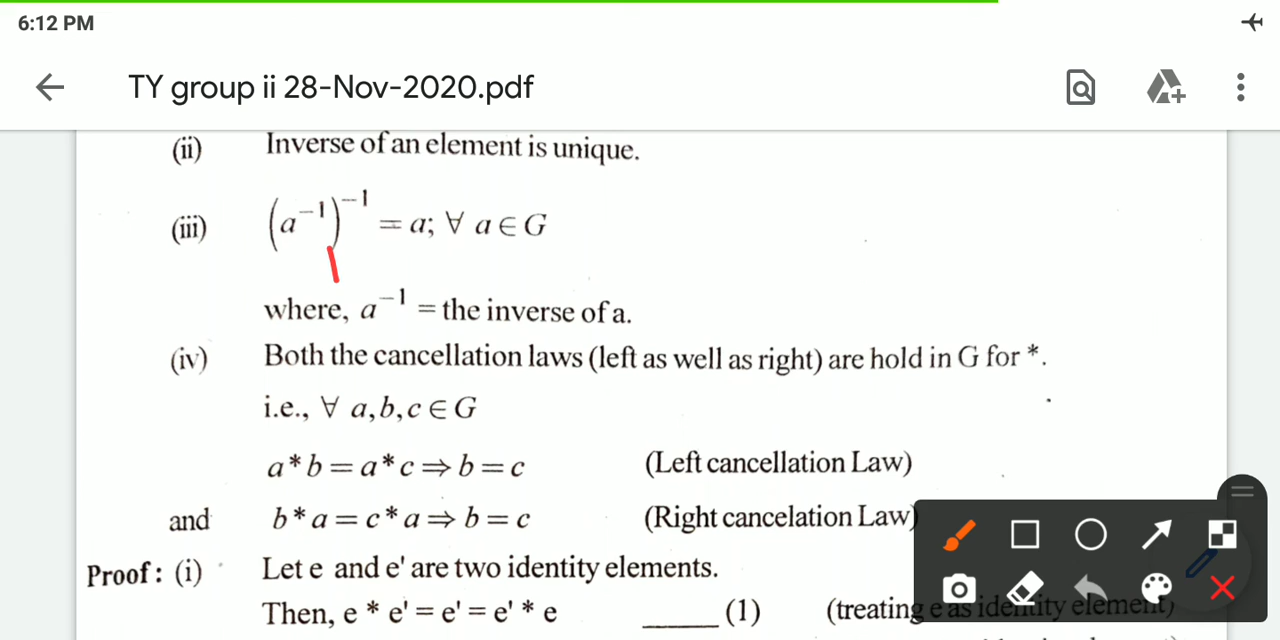 6:12 PM
TY group ii 28-Nov-2020.pdf
(ii) Inverse of an element is unique.
(iii) (a⁻¹)⁻¹ = a; ∀ a ∈ G
where, a⁻¹ = the inverse of a.
(iv) Both the cancellation laws (left as well as right) are hold in G for *.
i.e., ∀ a, b, c ∈ G
a * b = a * c ⇒ b = c (Left cancellation Law)
and b * a = c * a ⇒ b = c (Right cancelation Law)
Proof : (i) Let e and e' are two identity elements.
Then, e * e' = e' = e' * e _____ (1) (treating e as identity element)